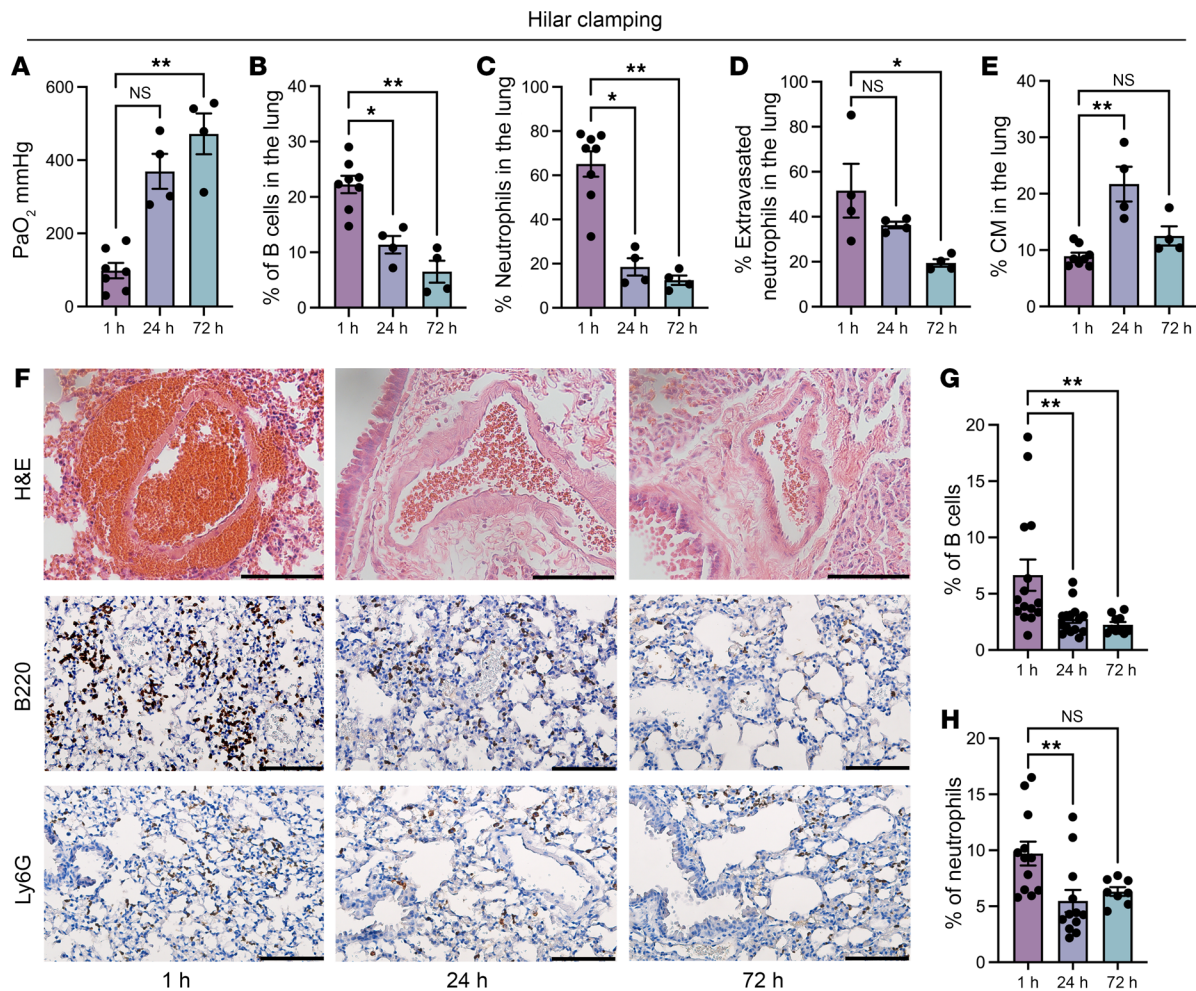 Hilar clamping
A
PaO2 mmHg
600
400
200
0
NS
**
1 h
24 h
72 h
B
% of B cells in the lung
40
30
20
10
0
*
**
1 h
24 h
72 h
C
% Neutrophils in the lung
100
80
60
40
20
0
*
**
1 h
24 h
72 h
D
% Extravasated
neutrophils in the lung
100
80
60
40
20
0
NS
*
1 h
24 h
72 h
E
% CM in the lung
40
30
20
10
0
NS
**
1 h
24 h
72 h
F
H&E
B220
Ly6G
1 h
24 h
72 h
G
% of B cells
20
15
10
5
0
**
**
1 h
24 h
72 h
H
% of neutrophils
20
15
10
5
0
NS
**
1 h
24 h
72 h